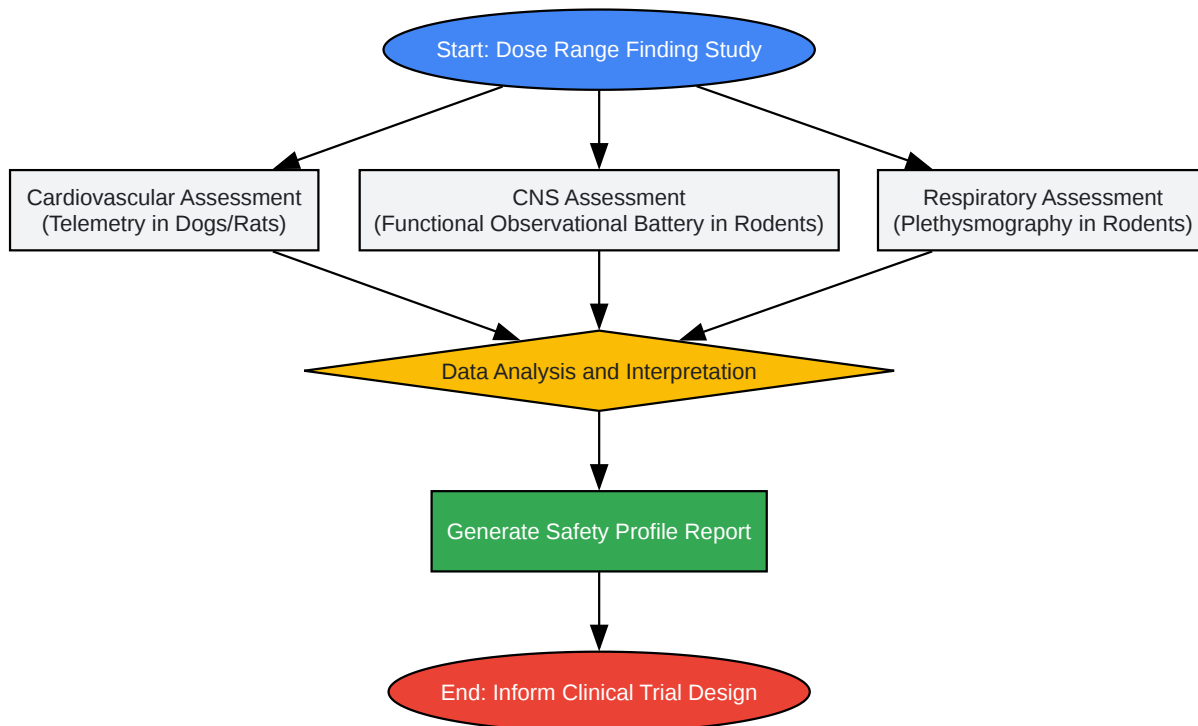 Start: Dose Range Finding Study
Cardiovascular Assessment
(Telemetry in Dogs/Rats)
CNS Assessment
(Functional Observational Battery in Rodents)
Respiratory Assessment
(Plethysmography in Rodents)
Data Analysis and Interpretation
Generate Safety Profile Report
End: Inform Clinical Trial Design